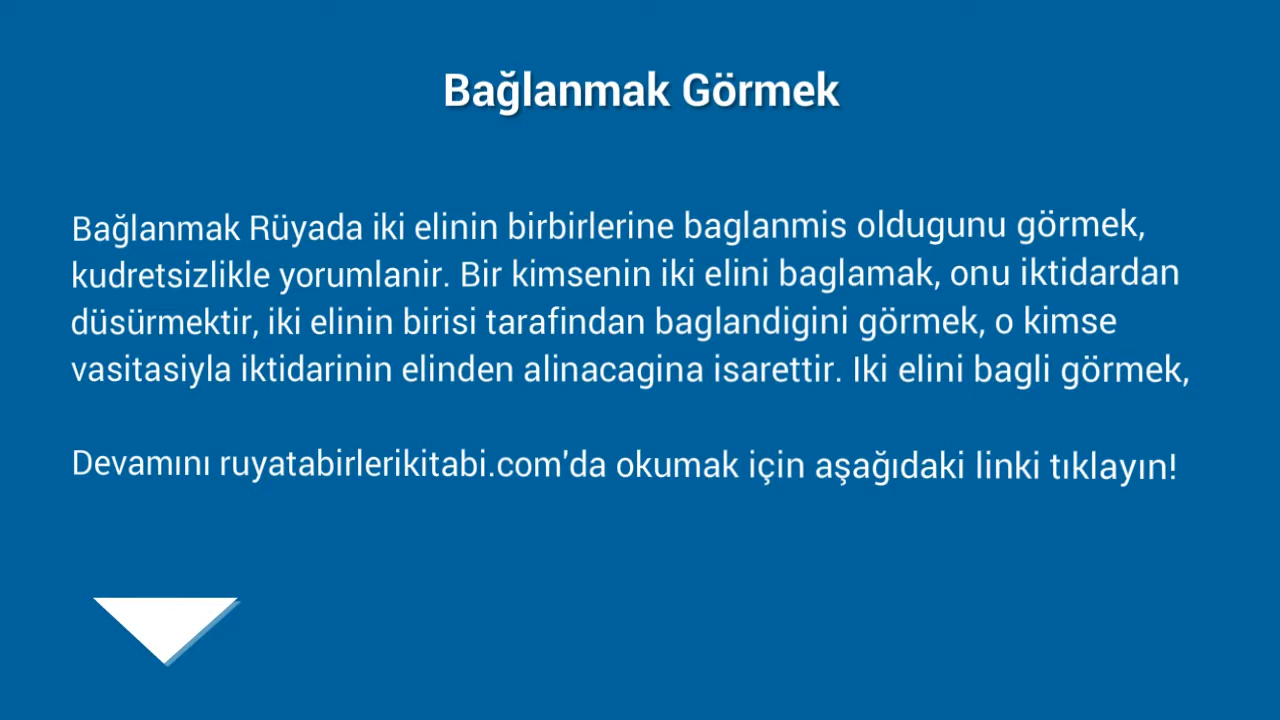 Bağlanmak Görmek
Bağlanmak Rüyada iki elinin birbirlerine baglanmis oldugunu görmek,
kudretsizlikle yorumlanir. Bir kimsenin iki elini baglamak, onu iktidardan
düsürmektir, iki elinin birisi tarafindan baglandigini görmek, o kimse
vasitasiyla iktidarinin elinden alinacagina isarettir. Iki elini bagli görmek,
Devamını ruyatabirlerikitabi.com'da okumak için aşağıdaki linki tıklayın!